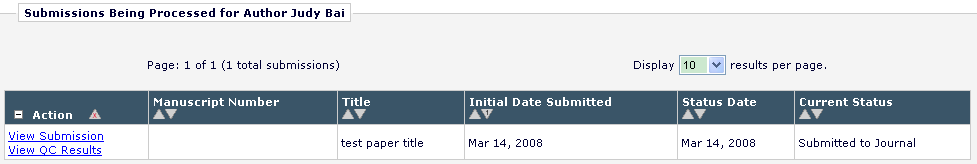 Submissions Being Processed for Author Judy Bai
Page: 1 of 1 (1 total submissions) Display 10 results per page.
Action Manuscript Number Title Initial Date Submitted Status Date Current Status
View Submission
View QC Results
test paper title Mar 14, 2008 Mar 14, 2008 Submitted to Journal